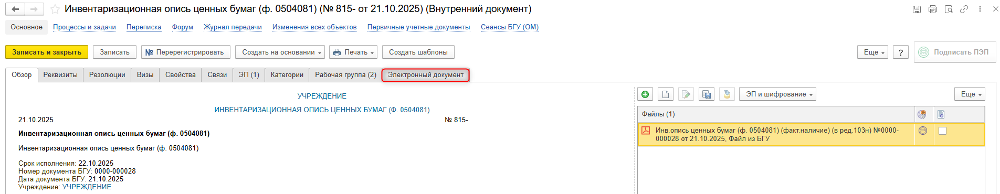 Инвентаризационная опись ценных бумаг (ф. 0504081) (№ 815- от 21.10.2025) (Внутренний документ)
Основное Процессы и задачи Переписка Форум Журнал передачи Изменения всех объектов Первичные учетные документы Сеансы БГУ (ОМ)
Записать и закрыть Записать № Перерегистрировать Создать на основании Печать Создать шаблоны Еще ? Подписать ПЭП
Обзор Реквизиты Резолюции Визы Свойства Связи ЭП (1) Категории Рабочая группа (2) Электронный документ
УЧРЕЖДЕНИЕ
ИНВЕНТАРИЗАЦИОННАЯ ОПИСЬ ЦЕННЫХ БУМАГ (Ф. 0504081)
21.10.2025 № 815-
Инвентаризационная опись ценных бумаг (ф. 0504081)
Инвентаризационная опись ценных бумаг (ф. 0504081)
Срок исполнения: 22.10.2025
Номер документа БГУ: 0000-000028
Дата документа БГУ: 21.10.2025
Учреждение: УЧРЕЖДЕНИЕ
ЭП и шифрование Еще
Файлы (1)
Инв.опись ценных бумаг (ф. 0504081) (факт.наличие) (в ред.103н) №0000-
000028 от 21.10.2025, Файл из БГУ